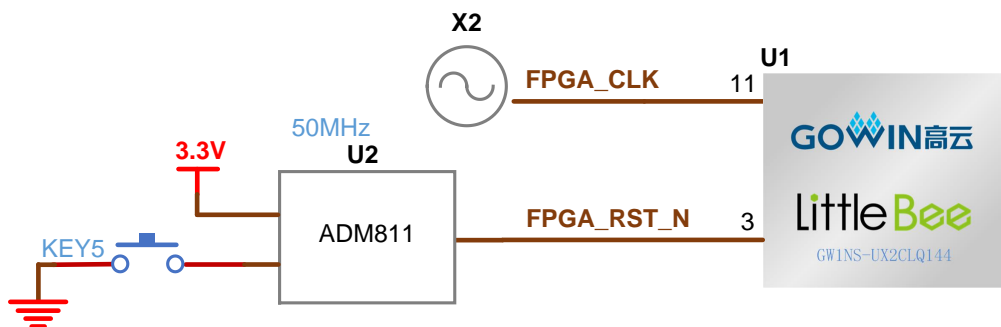 X2
U1
FPGA_CLK 11
50MHz
GOWIN高云
U2
3.3V
LittleBee
ADM811
FPGA_RST_N 3
KEY5
GW1NS-UX2CLQ144